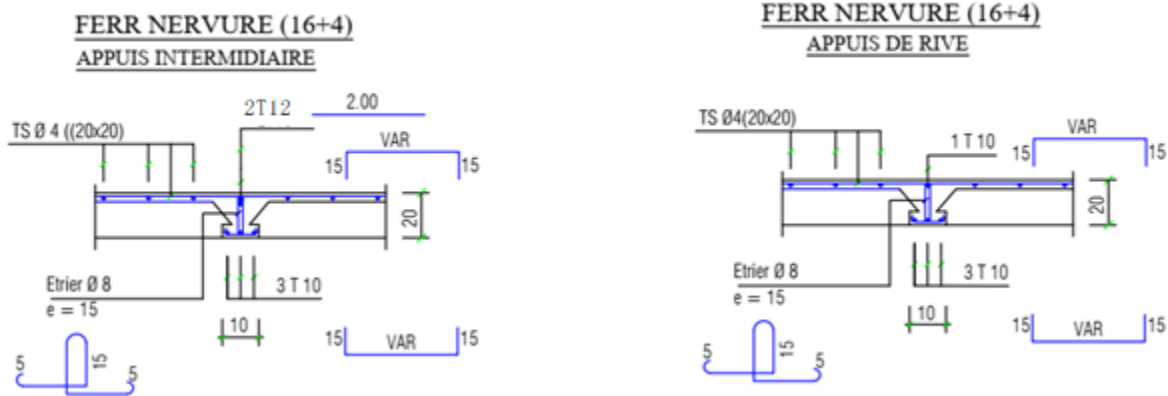 FERR NERVURE (16+4)
APPUIS INTERMIDIAIRE
2T12
2.00
TS Ø 4 ((20x20)
VAR
15
15
20
Etrier Ø 8
e = 15
3 T 10
10
15
VAR
15
5
15
5
FERR NERVURE (16+4)
APPUIS DE RIVE
TS Ø4(20x20)
VAR
1 T 10
15
15
20
Etrier Ø 8
e = 15
3 T 10
10
15
VAR
15
5
15
5